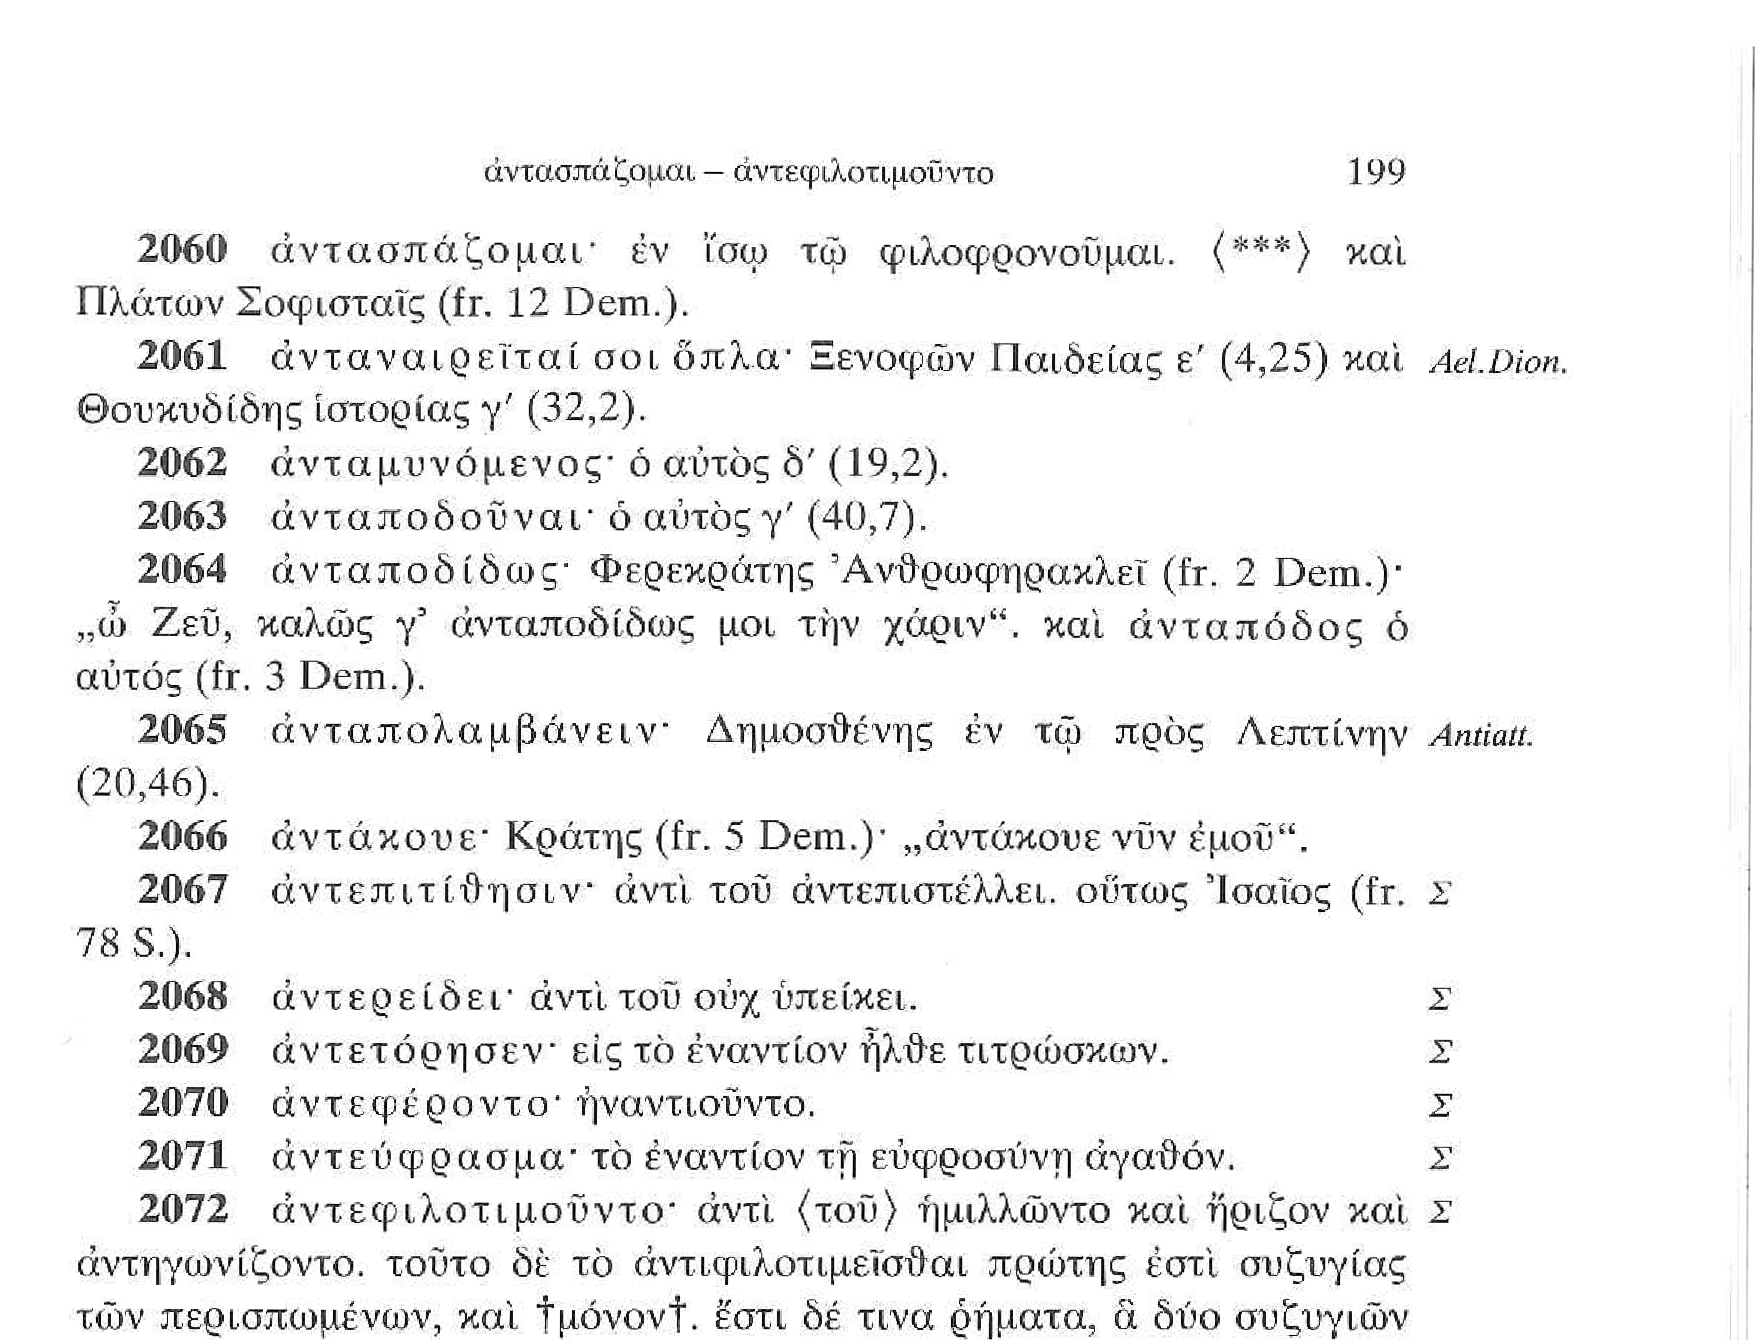 ἀντασπάζομαι – ἀντεφιλοτιμοῦντο 199
2060 ἀντασπάζομαι· ἐν ἴσῳ τῷ φιλοφρονοῦμαι. ⟨***⟩ καὶ
Πλάτων Σοφισταῖς (fr. 12 Dem.).
2061 ἀνταναιρεῖταί σοι ὅπλα· Ξενοφῶν Παιδείας ε′ (4,25) καὶ Ael.Dion.
Θουκυδίδης ἱστορίας γ′ (32,2).
2062 ἀνταμυνόμενος· ὁ αὐτὸς δ′ (19,2).
2063 ἀνταποδοῦναι· ὁ αὐτὸς γ′ (40,7).
2064 ἀνταποδίδως· Φερεκράτης Ἀνθρωφηρακλεῖ (fr. 2 Dem.)·
„ὦ Ζεῦ, καλῶς γ’ ἀνταποδίδως μοι τὴν χάριν“. καὶ ἀνταπόδος ὁ
αὐτός (fr. 3 Dem.).
2065 ἀνταπολαμβάνειν· Δημοσθένης ἐν τῷ πρὸς Λεπτίνην Antiatt.
(20,46).
2066 ἀντάκουε· Κράτης (fr. 5 Dem.)· „ἀντάκουε νῦν ἐμοῦ“.
2067 ἀντεπιτίθησιν· ἀντὶ τοῦ ἀντεπιστέλλει. οὕτως Ἰσαῖος (fr. Σ
78 S.).
2068 ἀντερείδει· ἀντὶ τοῦ οὐχ ὑπείκει. Σ
2069 ἀντετόρησεν· εἰς τὸ ἐναντίον ἦλθε τιτρώσκων. Σ
2070 ἀντεφέροντο· ἠναντιοῦντο. Σ
2071 ἀντεύφρασμα· τὸ ἐναντίον τῇ εὐφροσύνῃ ἀγαθόν. Σ
2072 ἀντεφιλοτιμοῦντο· ἀντὶ ⟨τοῦ⟩ ἡμιλλῶντο καὶ ἤριζον καὶ Σ
ἀντηγωνίζοντο. τοῦτο δὲ τὸ ἀντιφιλοτιμεῖσθαι πρώτης ἐστὶ συζυγίας
τῶν περισπωμένων, καὶ †μόνον†. ἔστι δέ τινα ῥήματα, ἃ δύο συζυγιῶν